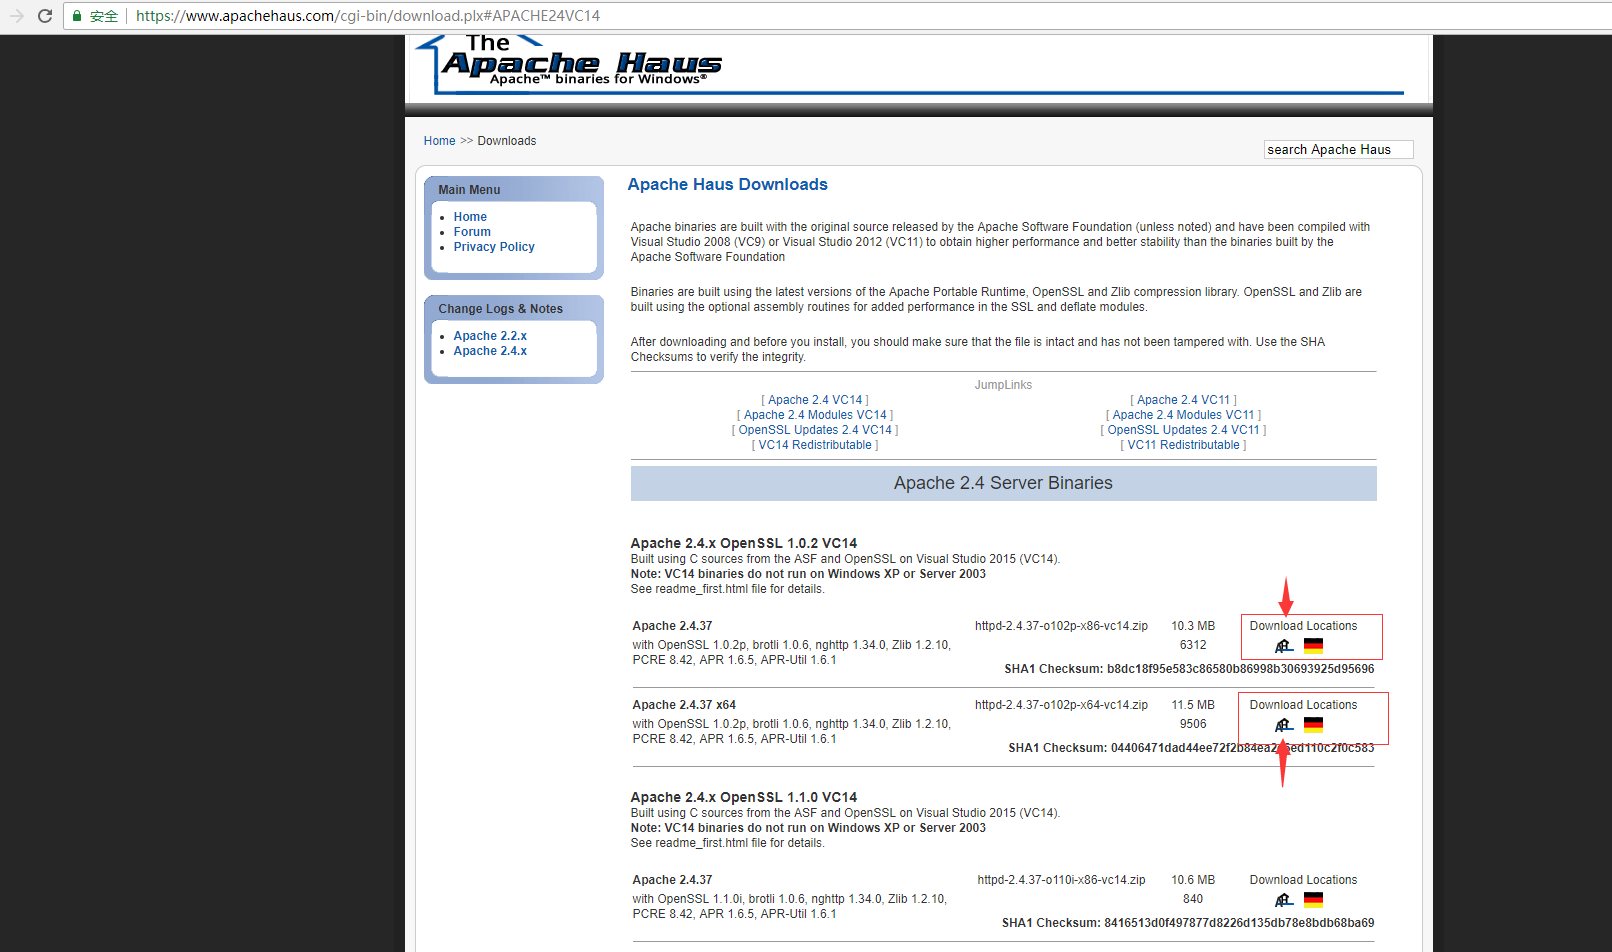 安全 https://www.apachehaus.com/cgi-bin/download.plx#APACHE24VC14
The
Apache Haus
Apache™ binaries for Windows®
Home >> Downloads
search Apache Haus
Main Menu
Home
Forum
Privacy Policy
Change Logs & Notes
Apache 2.2.x
Apache 2.4.x
Apache Haus Downloads
Apache binaries are built with the original source released by the Apache Software Foundation (unless noted) and have been compiled with
Visual Studio 2008 (VC9) or Visual Studio 2012 (VC11) to obtain higher performance and better stability than the binaries built by the
Apache Software Foundation
Binaries are built using the latest versions of the Apache Portable Runtime, OpenSSL and Zlib compression library. OpenSSL and Zlib are
built using the optional assembly routines for added performance in the SSL and deflate modules.
After downloading and before you install, you should make sure that the file is intact and has not been tampered with. Use the SHA
Checksums to verify the integrity.
JumpLinks
[ Apache 2.4 VC14 ] [ Apache 2.4 VC11 ]
[ Apache 2.4 Modules VC14 ] [ Apache 2.4 Modules VC11 ]
[ OpenSSL Updates 2.4 VC14 ] [ OpenSSL Updates 2.4 VC11 ]
[ VC14 Redistributable ] [ VC11 Redistributable ]
Apache 2.4 Server Binaries
Apache 2.4.x OpenSSL 1.0.2 VC14
Built using C sources from the ASF and OpenSSL on Visual Studio 2015 (VC14).
Note: VC14 binaries do not run on Windows XP or Server 2003
See readme_first.html file for details.
Apache 2.4.37 httpd-2.4.37-o102p-x86-vc14.zip 10.3 MB Download Locations
with OpenSSL 1.0.2p, brotli 1.0.6, nghttp 1.34.0, Zlib 1.2.10, 6312
PCRE 8.42, APR 1.6.5, APR-Util 1.6.1
SHA1 Checksum: b8dc18f95e583c86580b86998b30693925d95696
Apache 2.4.37 x64 httpd-2.4.37-o102p-x64-vc14.zip 11.5 MB Download Locations
with OpenSSL 1.0.2p, brotli 1.0.6, nghttp 1.34.0, Zlib 1.2.10, 9506
PCRE 8.42, APR 1.6.5, APR-Util 1.6.1
SHA1 Checksum:
Apache 2.4.x OpenSSL 1.1.0 VC14
Built using C sources from the ASF and OpenSSL on Visual Studio 2015 (VC14).
Note: VC14 binaries do not run on Windows XP or Server 2003
See readme_first.html file for details.
Apache 2.4.37 httpd-2.4.37-o110i-x86-vc14.zip 10.6 MB Download Locations
with OpenSSL 1.1.0i, brotli 1.0.6, nghttp 1.34.0, Zlib 1.2.10, 840
PCRE 8.42, APR 1.6.5, APR-Util 1.6.1
SHA1 Checksum: 8416513d0f497877d8226d135db78e8bdb68ba69